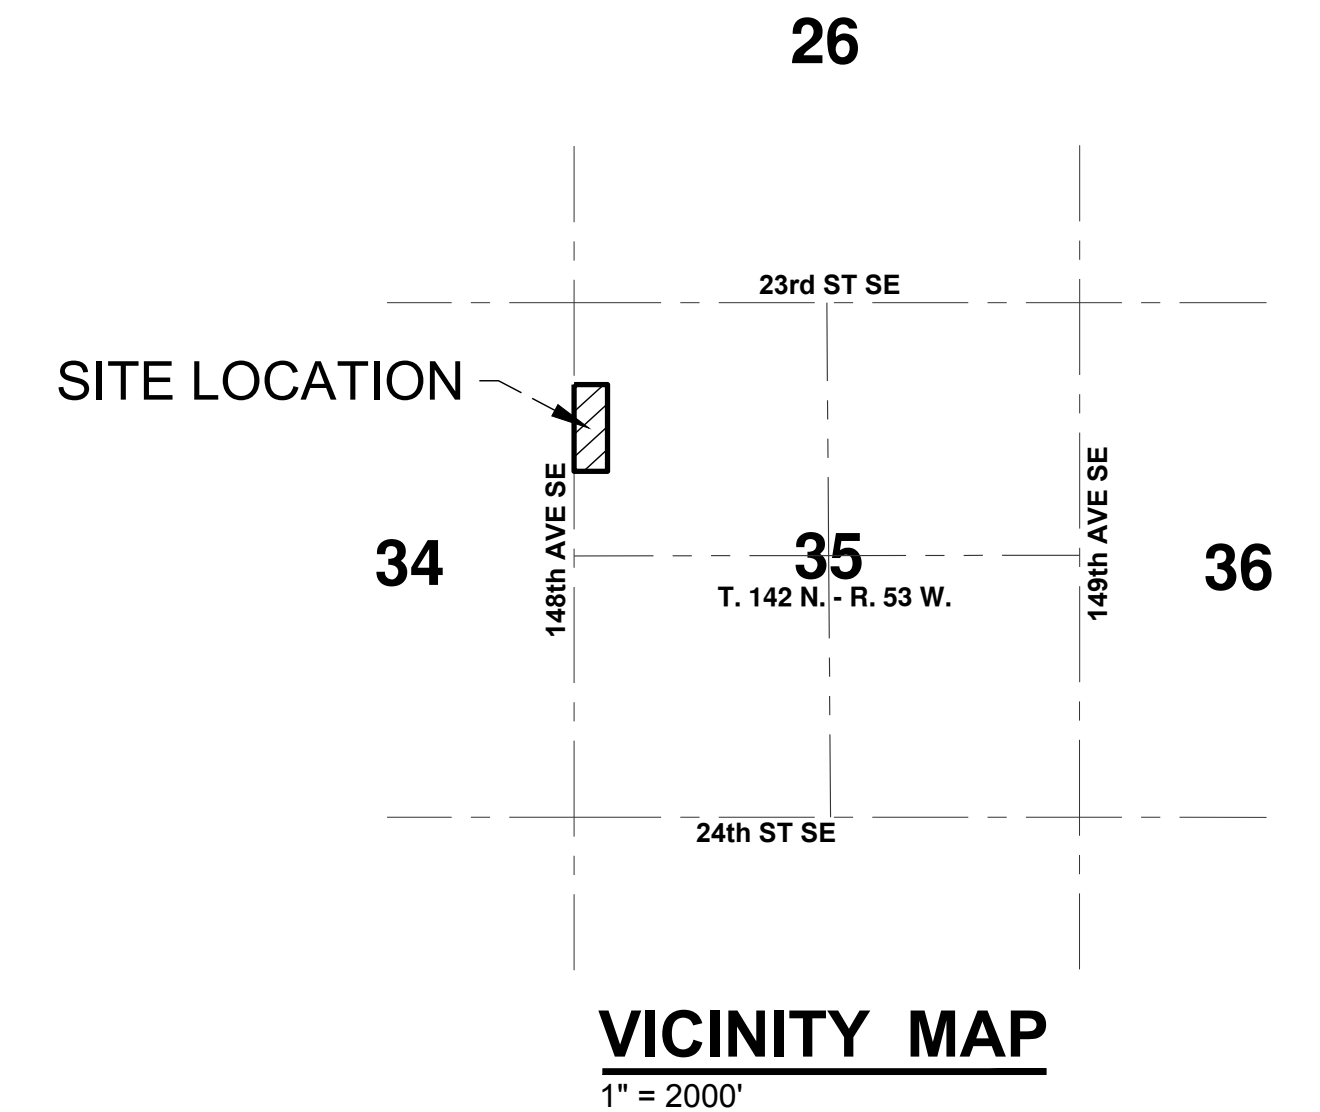 26
23rd ST SE
SITE LOCATION
148th AVE SE
149th AVE SE
34
35
36
T. 142 N. - R. 53 W.
24th ST SE
VICINITY MAP
1" = 2000'